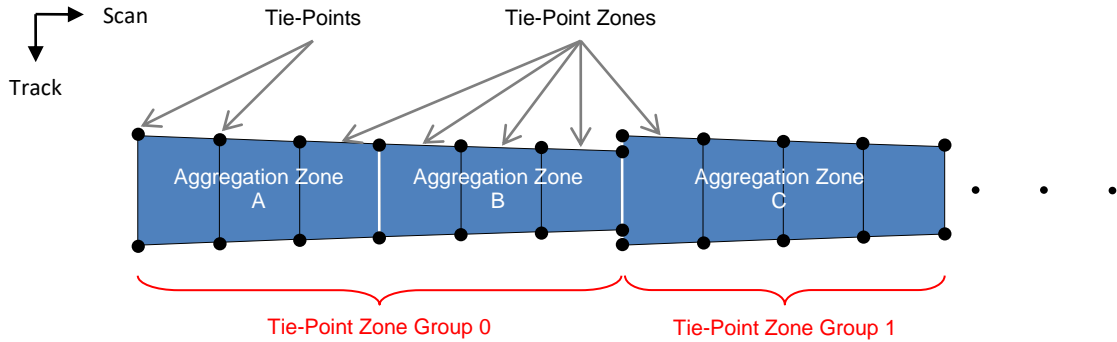 Scan
Tie-Points
Tie-Point Zones
Track
Aggregation Zone
A
Aggregation Zone
B
Aggregation Zone
C
Tie-Point Zone Group 0
Tie-Point Zone Group 1